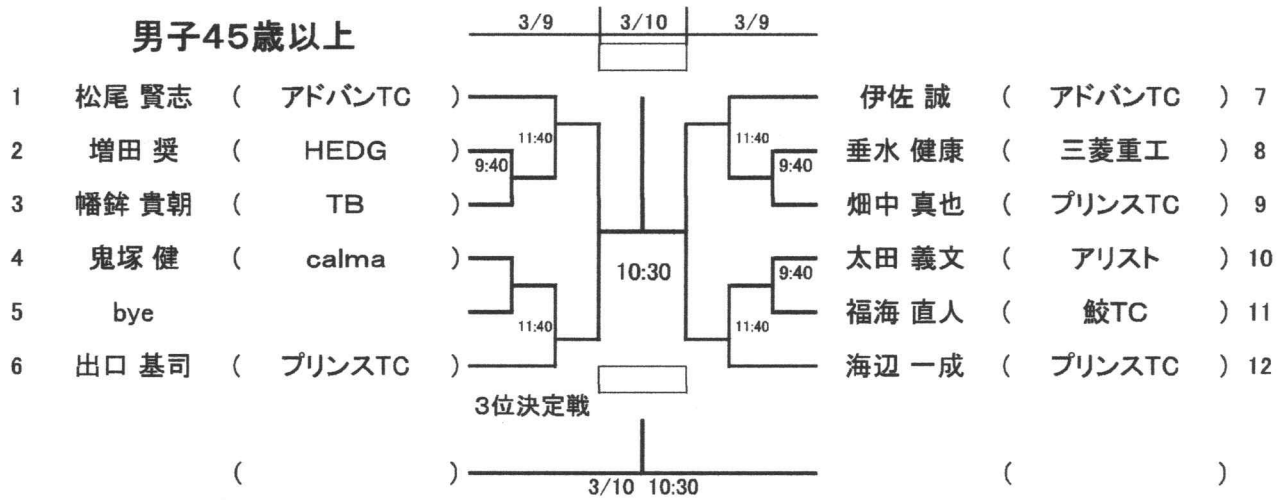 3/9 3/10 3/9
男子45歳以上
1 松尾 賢志 ( アドバンTC ) 伊佐 誠 ( アドバンTC ) 7
11:40 11:40
2 増田 奨 ( HEDG ) 垂水 健康 ( 三菱重工 ) 8
9:40 9:40
3 幡鉾 貴朝 ( TB ) 畑中 真也 ( プリンスTC ) 9
4 鬼塚 健 ( calma ) 太田 義文 ( アリスト ) 10
10:30 9:40
5 bye 福海 直人 ( 鮫TC ) 11
11:40 11:40
6 出口 基司 ( プリンスTC ) 海辺 一成 ( プリンスTC ) 12
3位決定戦
( ) ( )
3/10 10:30